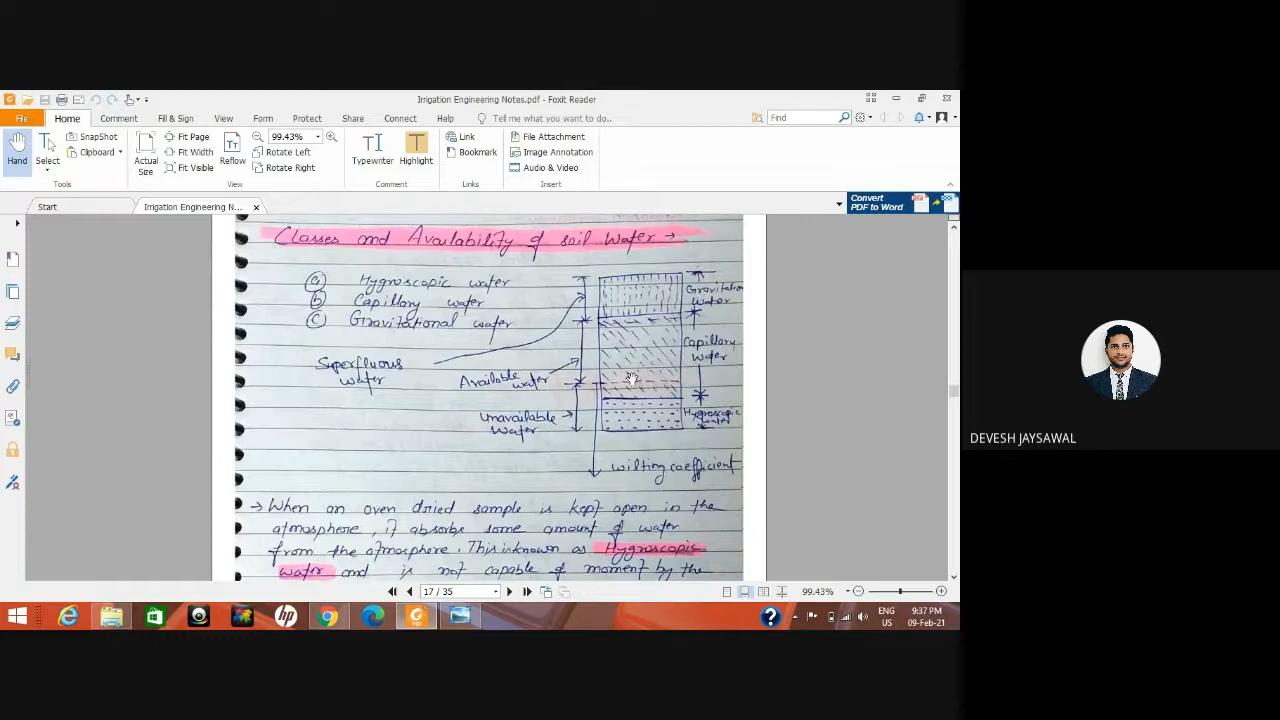 Irrigation Engineering Notes.pdf - Foxit Reader
File Home Comment Fill & Sign View Form Protect Share Connect Help Tell me what you want to do.. Find
Hand
Select
SnapShot
Clipboard
Actual Size
Fit Page
Fit Width
Fit Visible
Reflow
99.43%
Rotate Left
Rotate Right
Typewriter
Highlight
Link
Bookmark
File Attachment
Image Annotation
Audio & Video
Tools View Comment Links Insert
Start Irrigation Engineering N...
Convert
PDF to Word
Classes and Availability of soil Water →
(a) Hygroscopic water
(b) Capillary water
(c) Gravitational water
Gravitation
water
Superfluous
water
Capillary
water
Available water
Unavailable
water
Hygroscopic
water
wilting coefficient
→ When an oven dried sample is kept open in the
atmosphere, it absorbs some amount of water
from the atmosphere. This is known as Hygroscopic
water and is not capable of moment by the
17 / 35
99.43%
ENG
US
9:37 PM
09-Feb-21
DEVESH JAYSAWAL